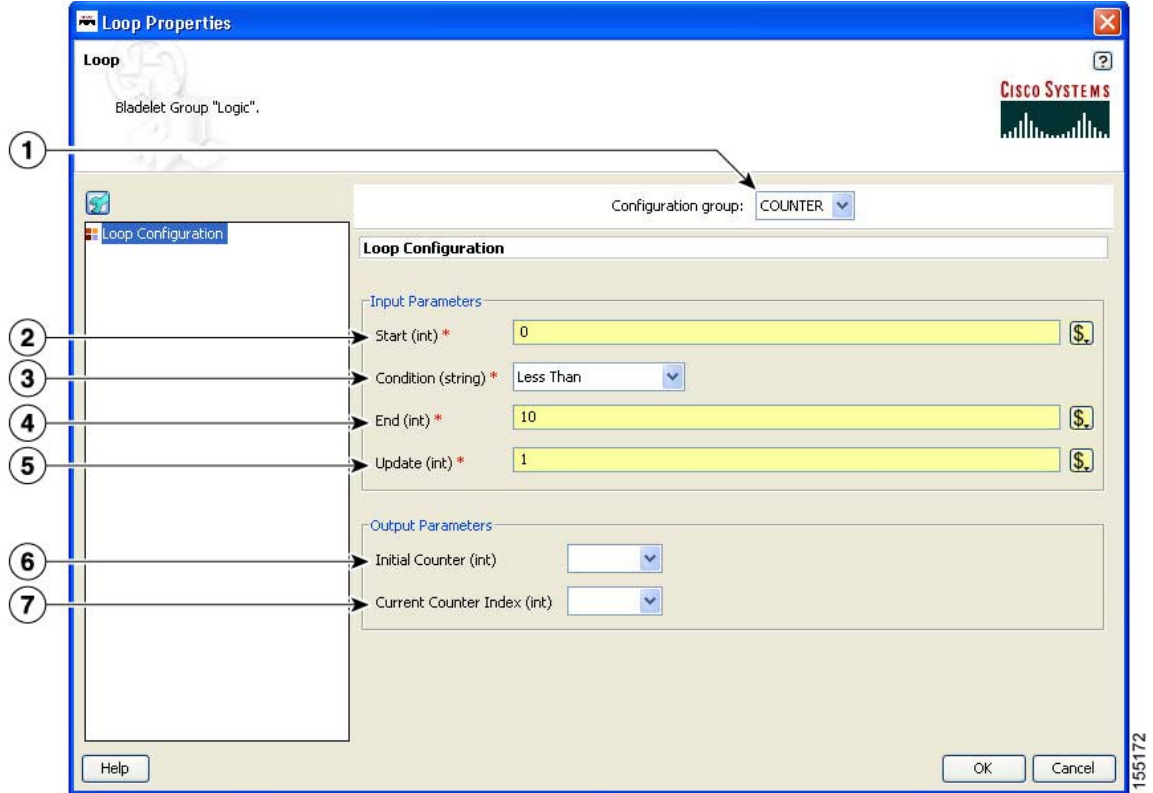 Loop Properties
Loop
?
Bladelet Group "Logic".
CISCO SYSTEMS
1
Configuration group: COUNTER
Loop Configuration
Loop Configuration
Input Parameters
2 Start (int) * 0 $
3 Condition (string) * Less Than
4 End (int) * 10 $
5 Update (int) * 1 $
Output Parameters
6 Initial Counter (int)
7 Current Counter Index (int)
Help OK Cancel
155172